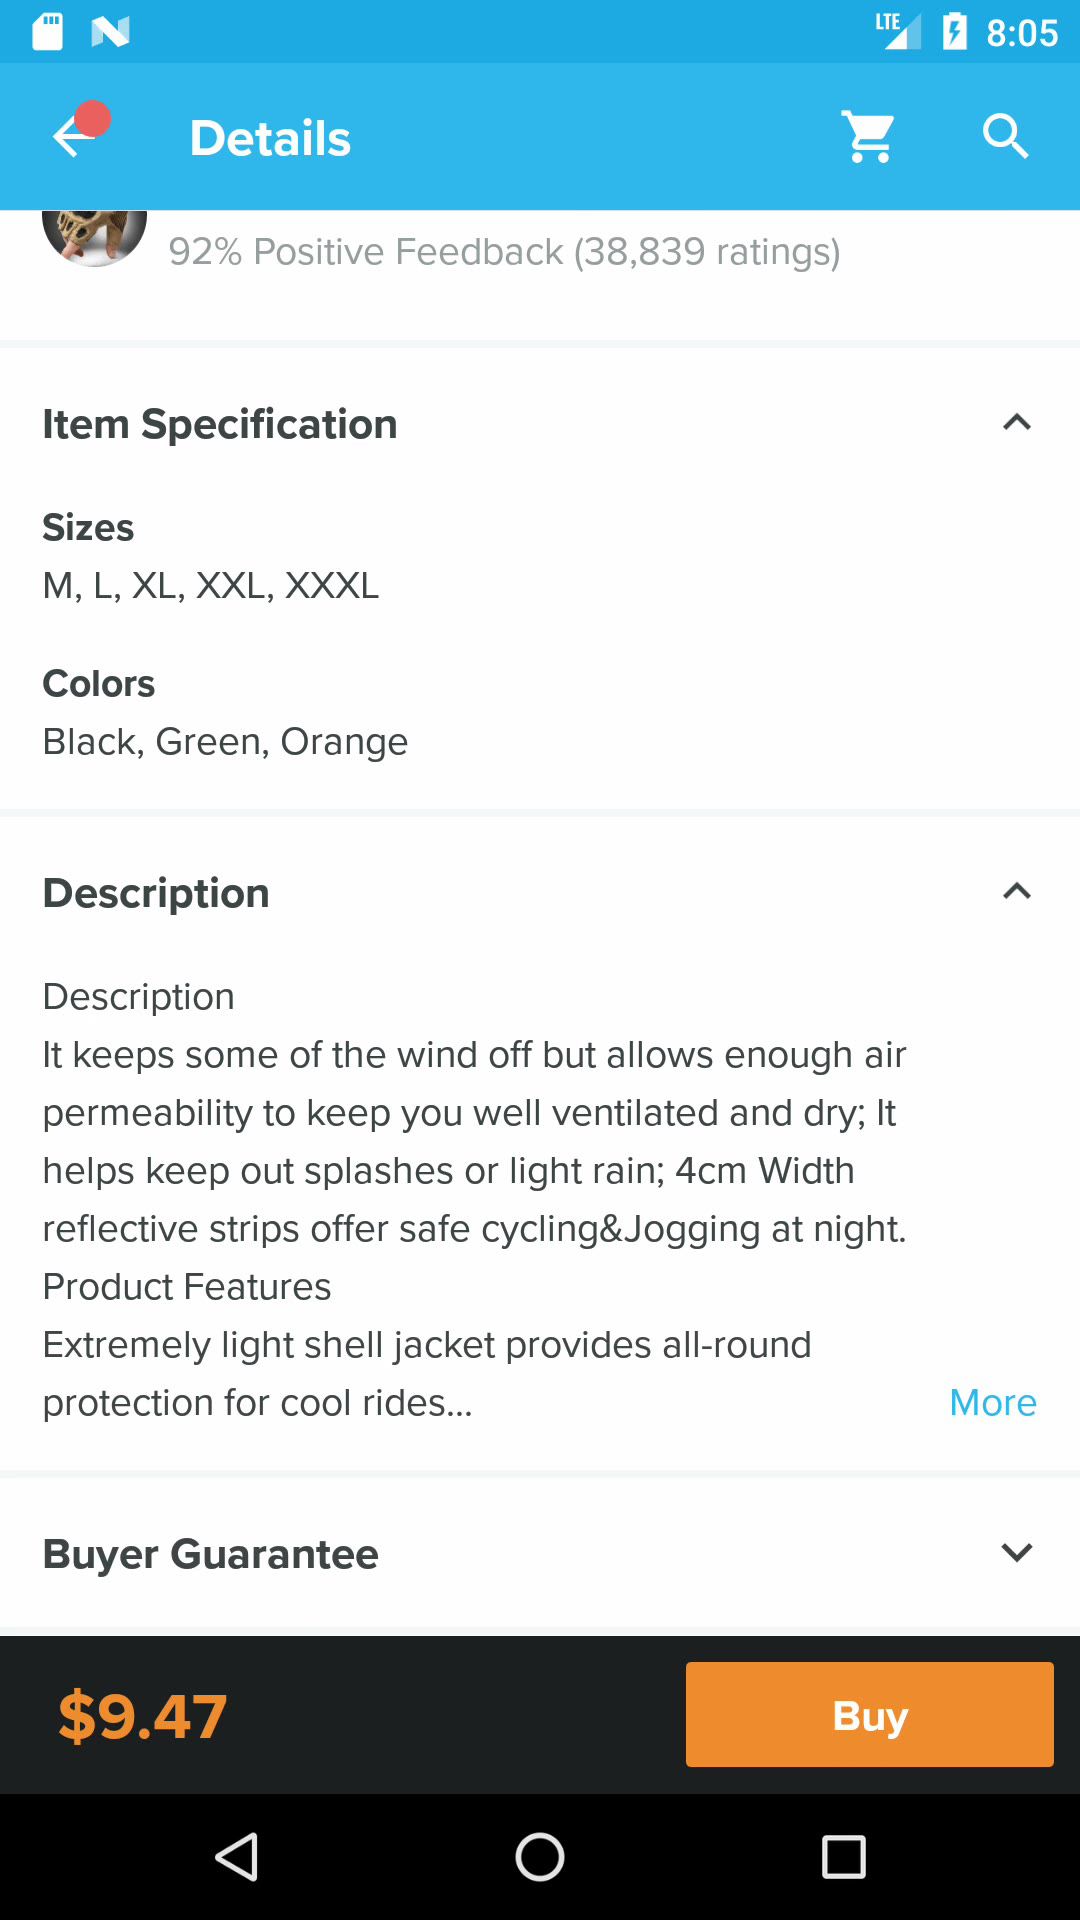 LTE 8:05
Details
92% Positive Feedback (38,839 ratings)
Item Specification
Sizes
M, L, XL, XXL, XXXL
Colors
Black, Green, Orange
Description
Description
It keeps some of the wind off but allows enough air
permeability to keep you well ventilated and dry; It
helps keep out splashes or light rain; 4cm Width
reflective strips offer safe cycling&Jogging at night.
Product Features
Extremely light shell jacket provides all-round
protection for cool rides...
More
Buyer Guarantee
$9.47
Buy